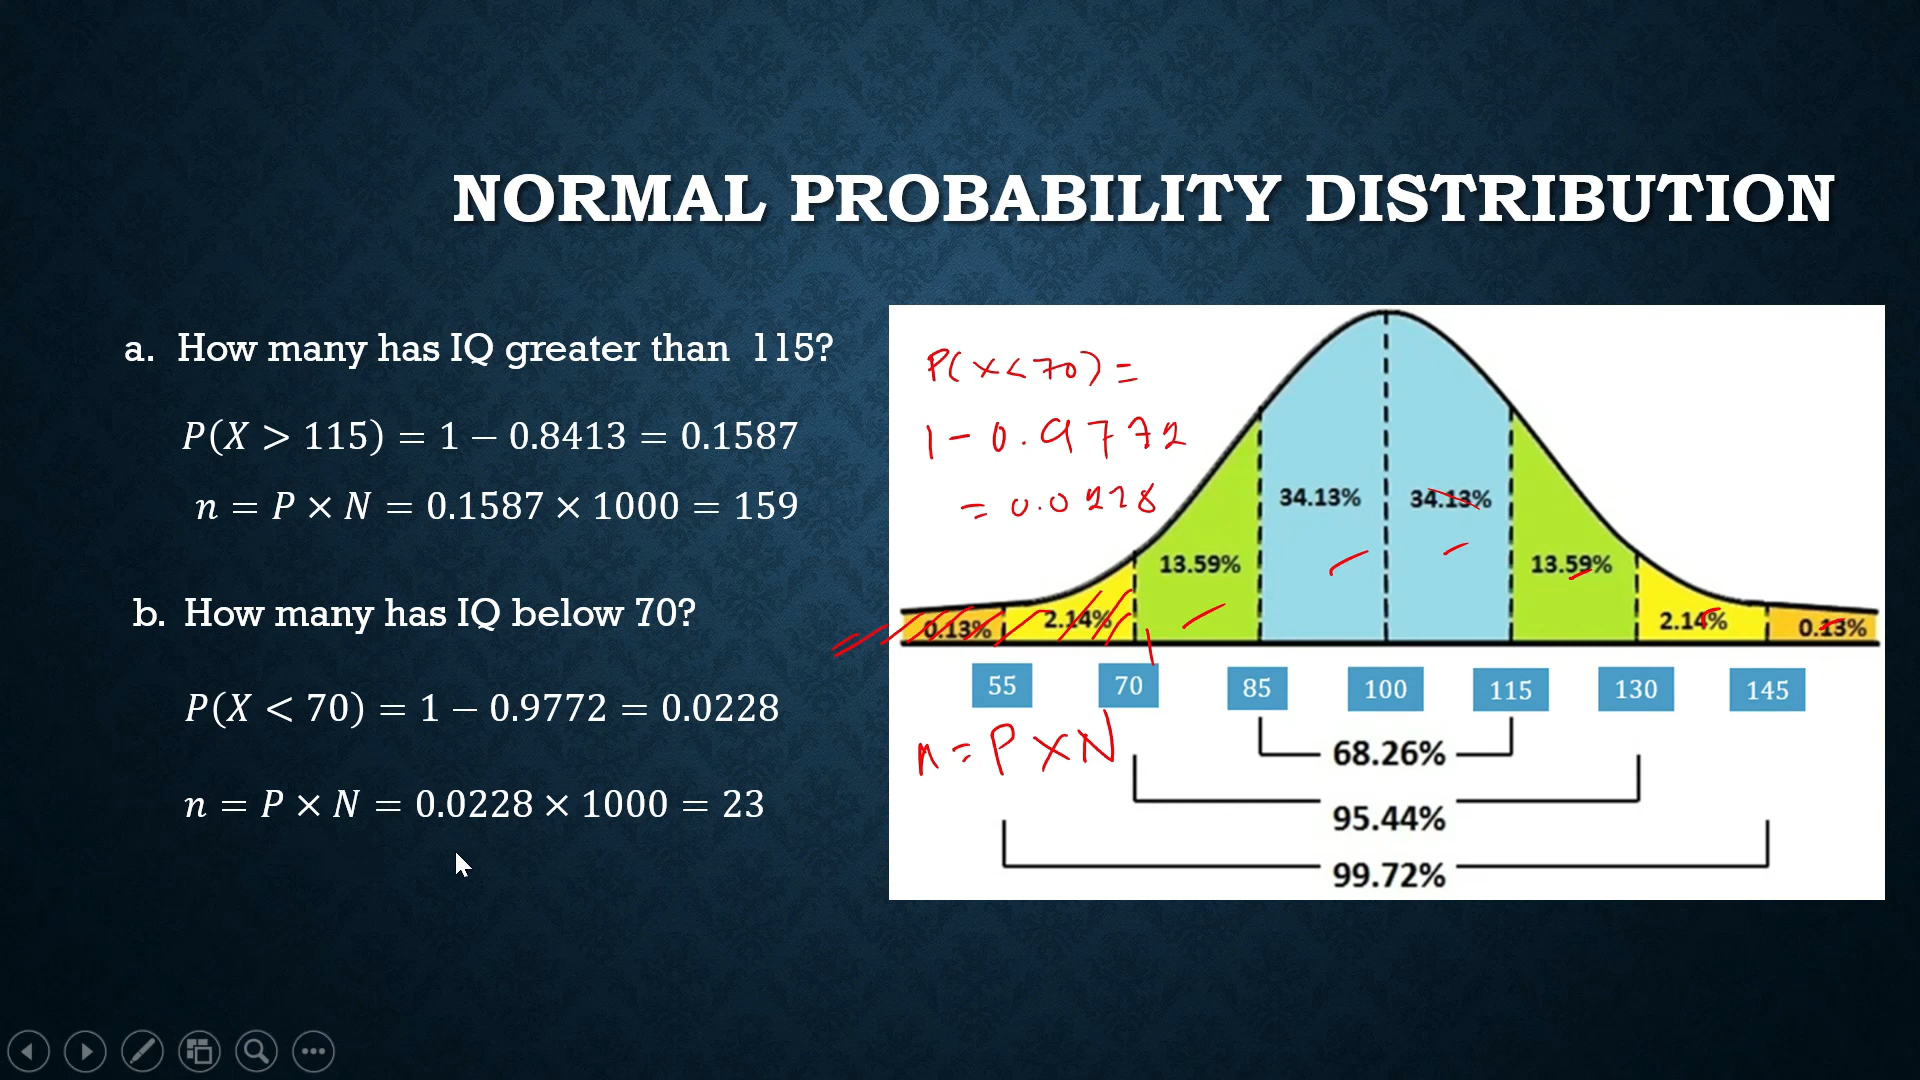 NORMAL PROBABILITY DISTRIBUTION
a. How many has IQ greater than 115?
P(X > 115) = 1 − 0.8413 = 0.1587
n = P × N = 0.1587 × 1000 = 159
b. How many has IQ below 70?
P(X < 70) = 1 − 0.9772 = 0.0228
n = P × N = 0.0228 × 1000 = 23
P(X<70) =
1 - 0.9772
= 0.0228
34.13% 34.13%
13.59% 13.59%
0.13% 2.14% 2.14% 0.13%
55 70 85 100 115 130 145
n = P X N
68.26%
95.44%
99.72%